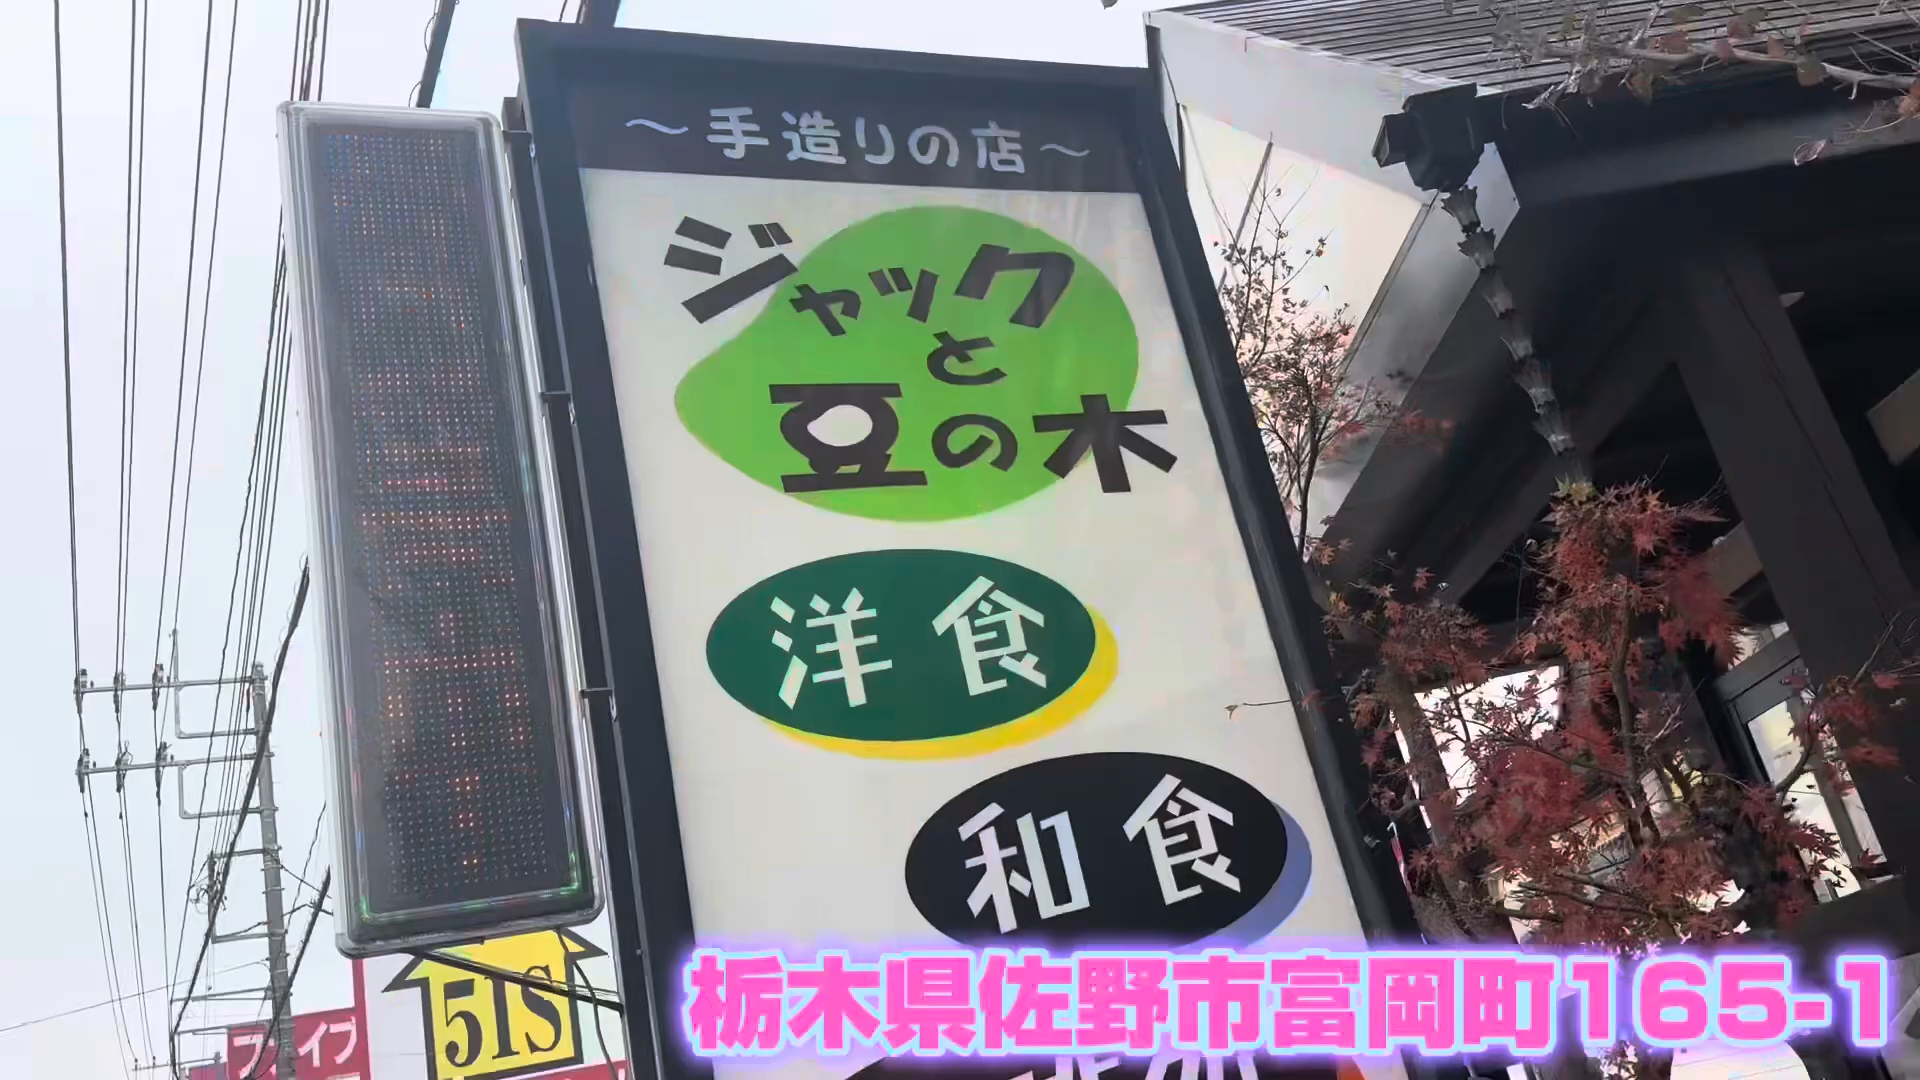 ～手造りの店～
ジャック
と
豆の木
洋食
和食
51S
ファイブ
栃木県佐野市富岡町165-1